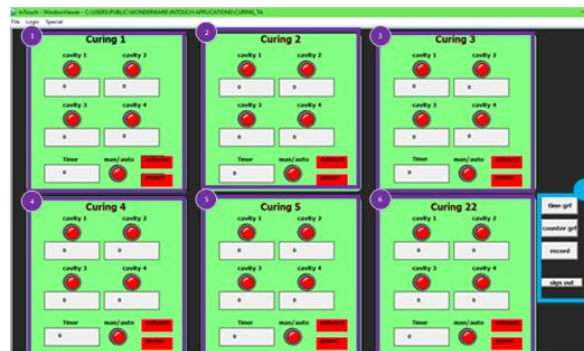 InTouch - WindowViewer - C:\USERS\PUBLIC\WONDERWARE\INTOUCH APPLICATIONS\CURING_TA
File Logic Special
1 2 3
Curing 1 Curing 2 Curing 3
cavity 1 cavity 2 cavity 1 cavity 2 cavity 1 cavity 2
0 0 0 0 0 0
cavity 3 cavity 4 cavity 3 cavity 4 cavity 3 cavity 4
0 0 0 0 0 0
Timer man/auto Timer man/auto Timer man/auto
0 0 0
power power power
4 5 6
Curing 4 Curing 5 Curing 22
cavity 1 cavity 2 cavity 1 cavity 2 cavity 1 cavity 2
time grf
0 0 0 0 0 0
counter grf
cavity 3 cavity 4 cavity 3 cavity 4 cavity 3 cavity 4
record
0 0 0 0 0 0
sign out
Timer man/auto Timer man/auto Timer man/auto
0 0 0
power power power